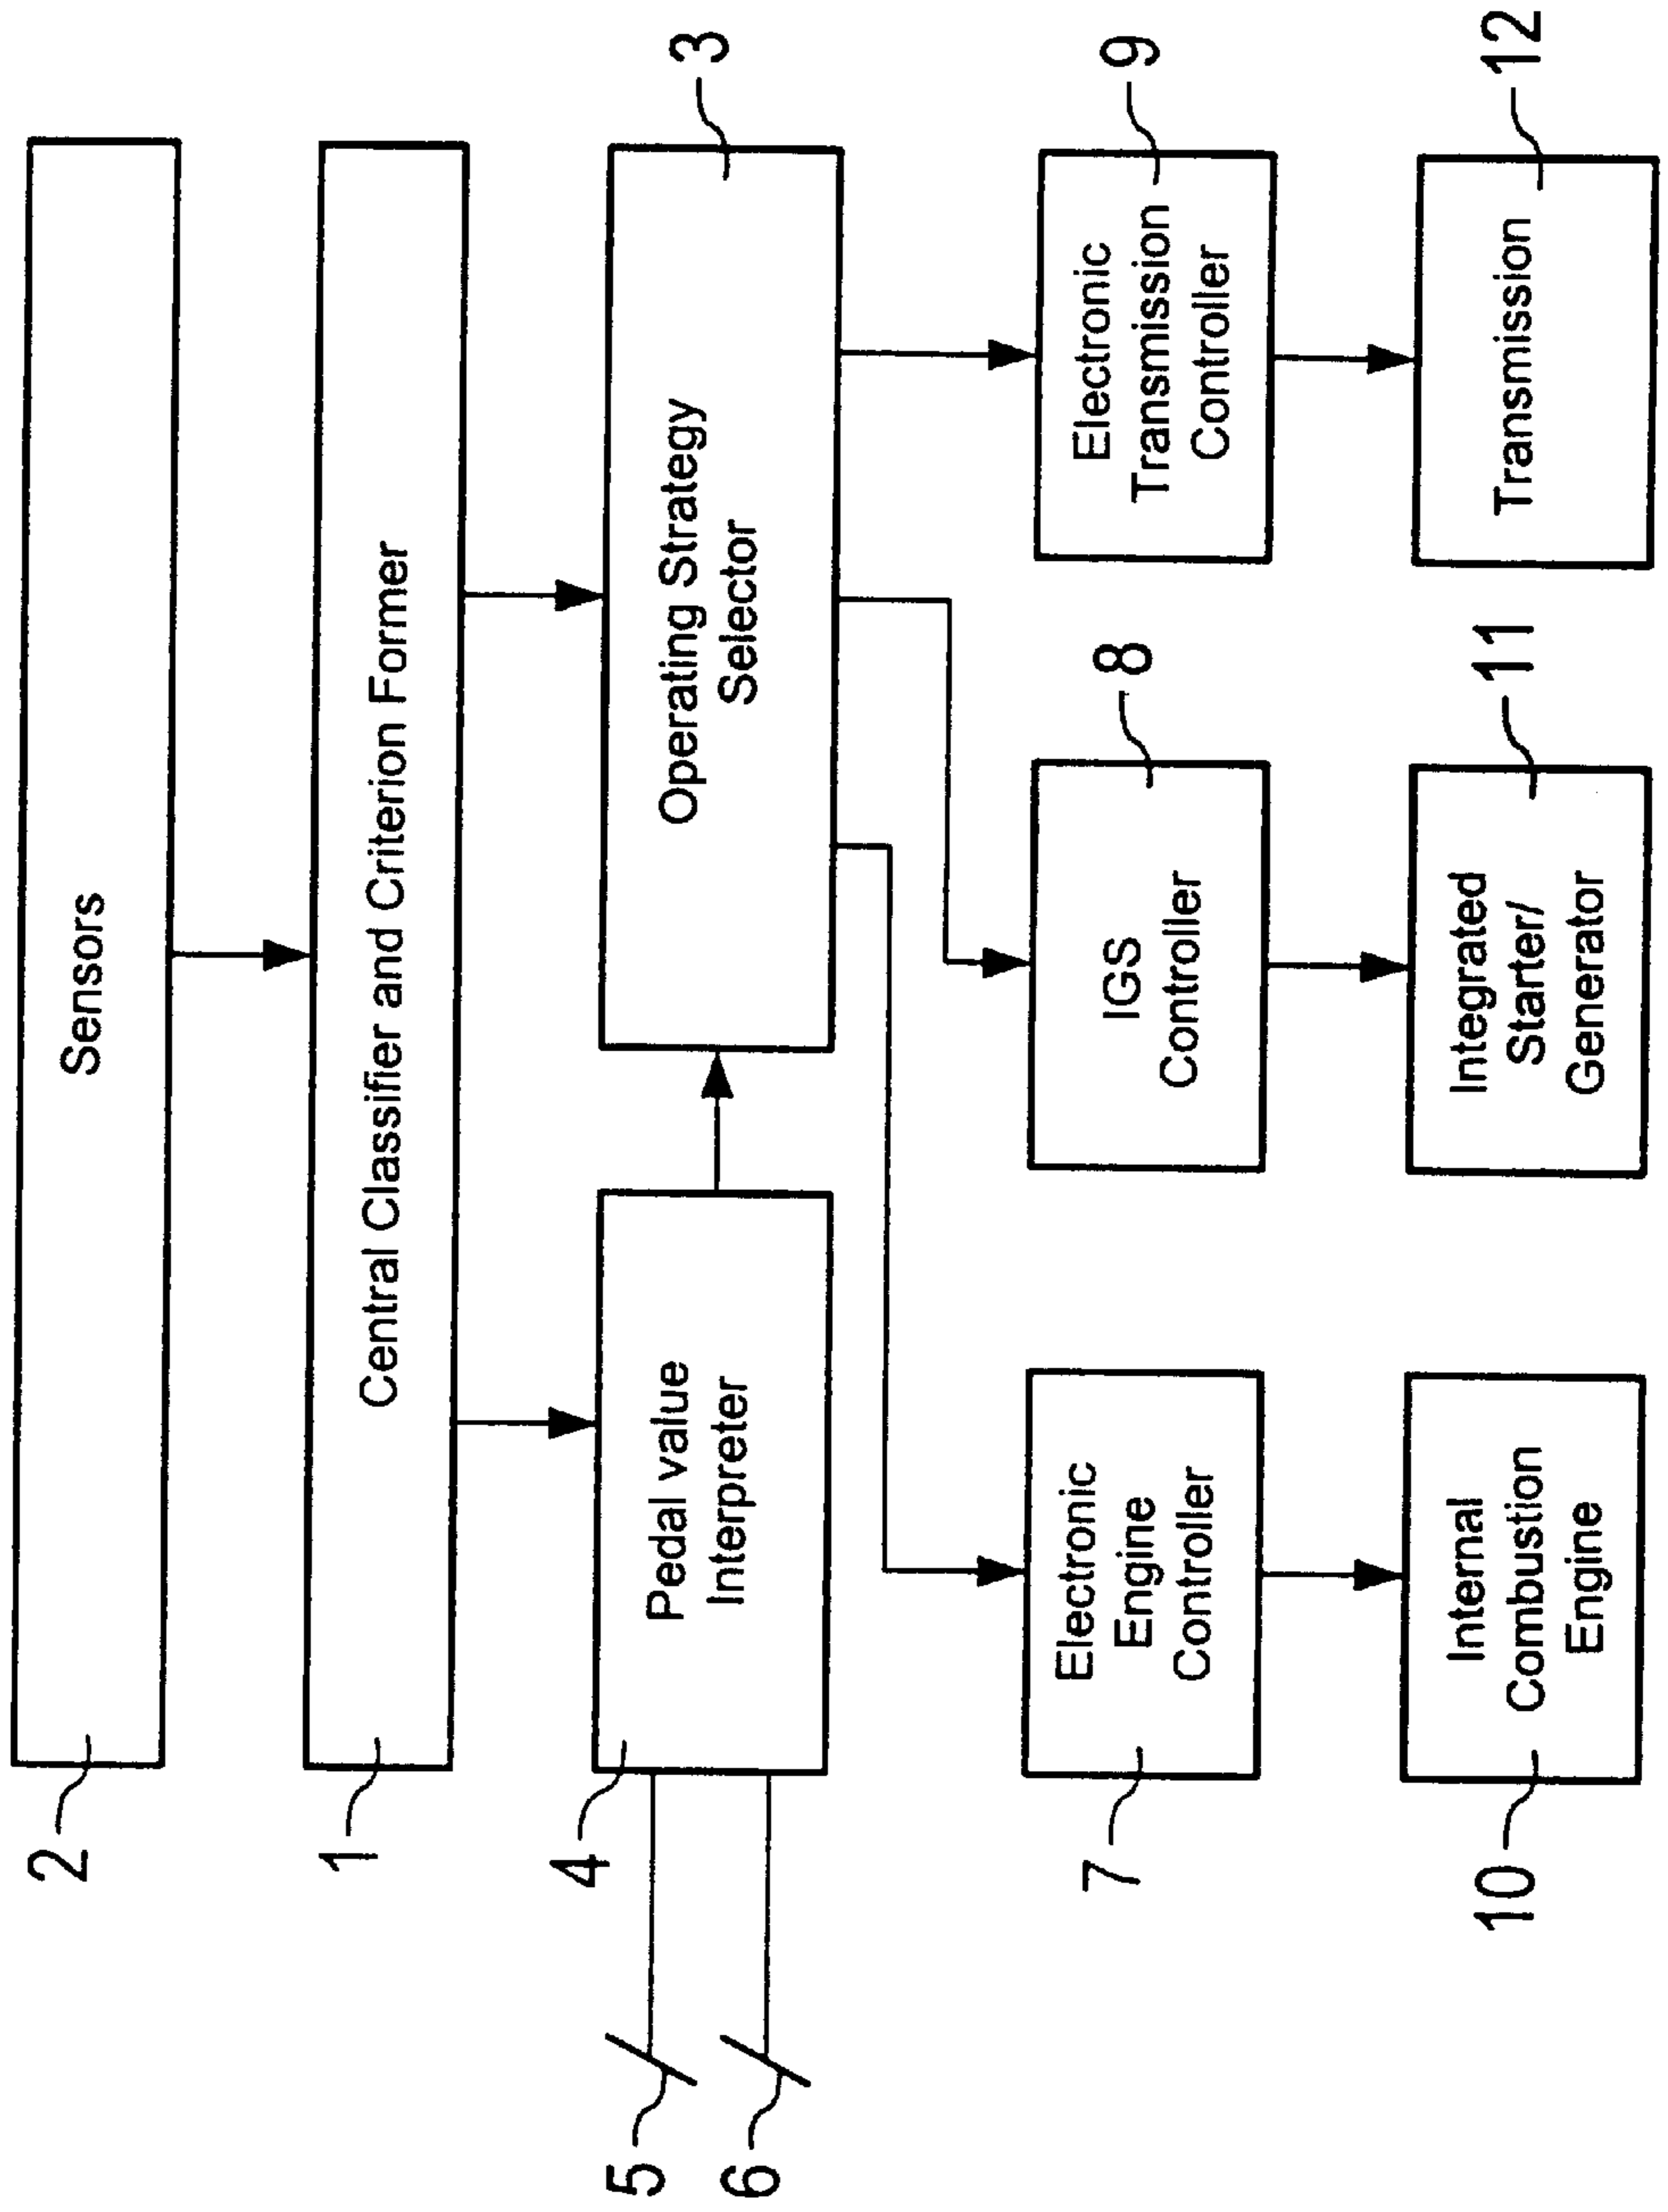 Sensors
2
Central Classifier and Criterion Former
1
3
Operating Strategy
Selector
Pedal value
Interpreter
4
5
6
Electronic
Engine
Controller
7
IGS
Controller
8
Electronic
Transmission
Controller
9
Internal
Combustion
Engine
10
Integrated
Starter/
Generator
11
Transmission
12